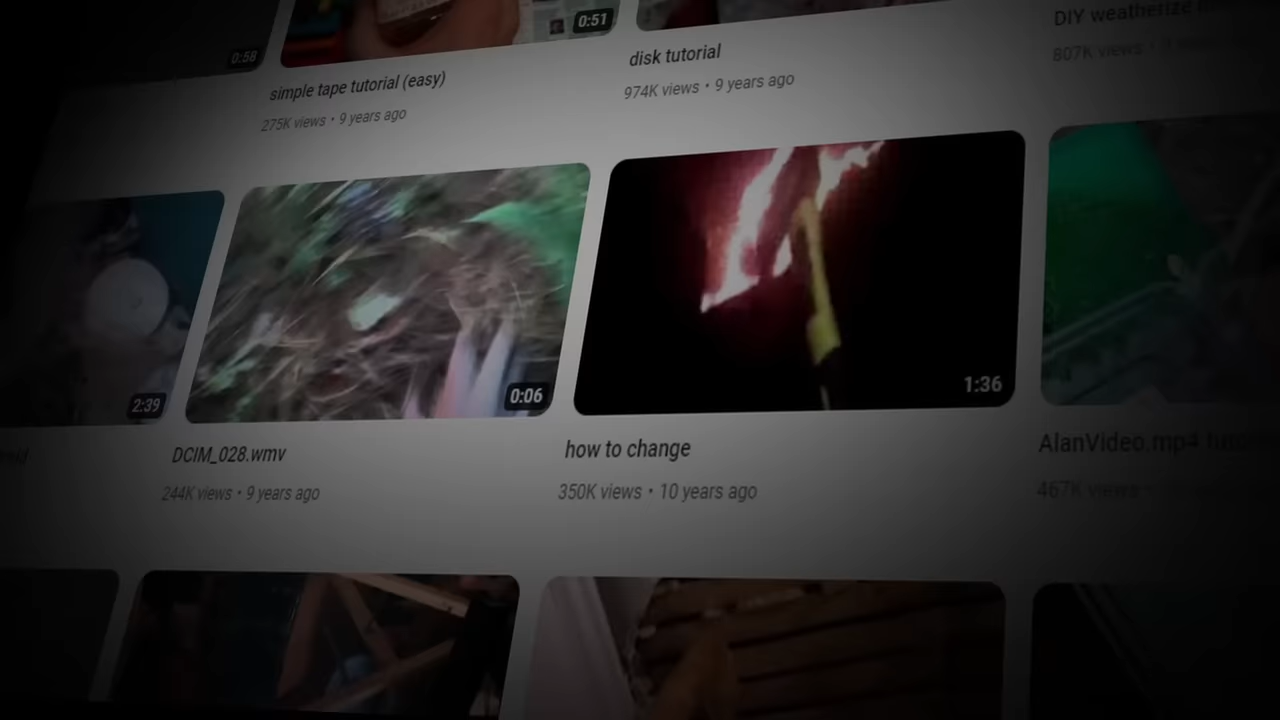 0:58
0:51
simple tape tutorial (easy)
275K views • 9 years ago
disk tutorial
974K views • 9 years ago
DIY weatherize
807K views •
2:39
0:06
1:36
DCIM_028.wmv
244K views • 9 years ago
how to change
350K views • 10 years ago
AlanVideo.mp4
467K views